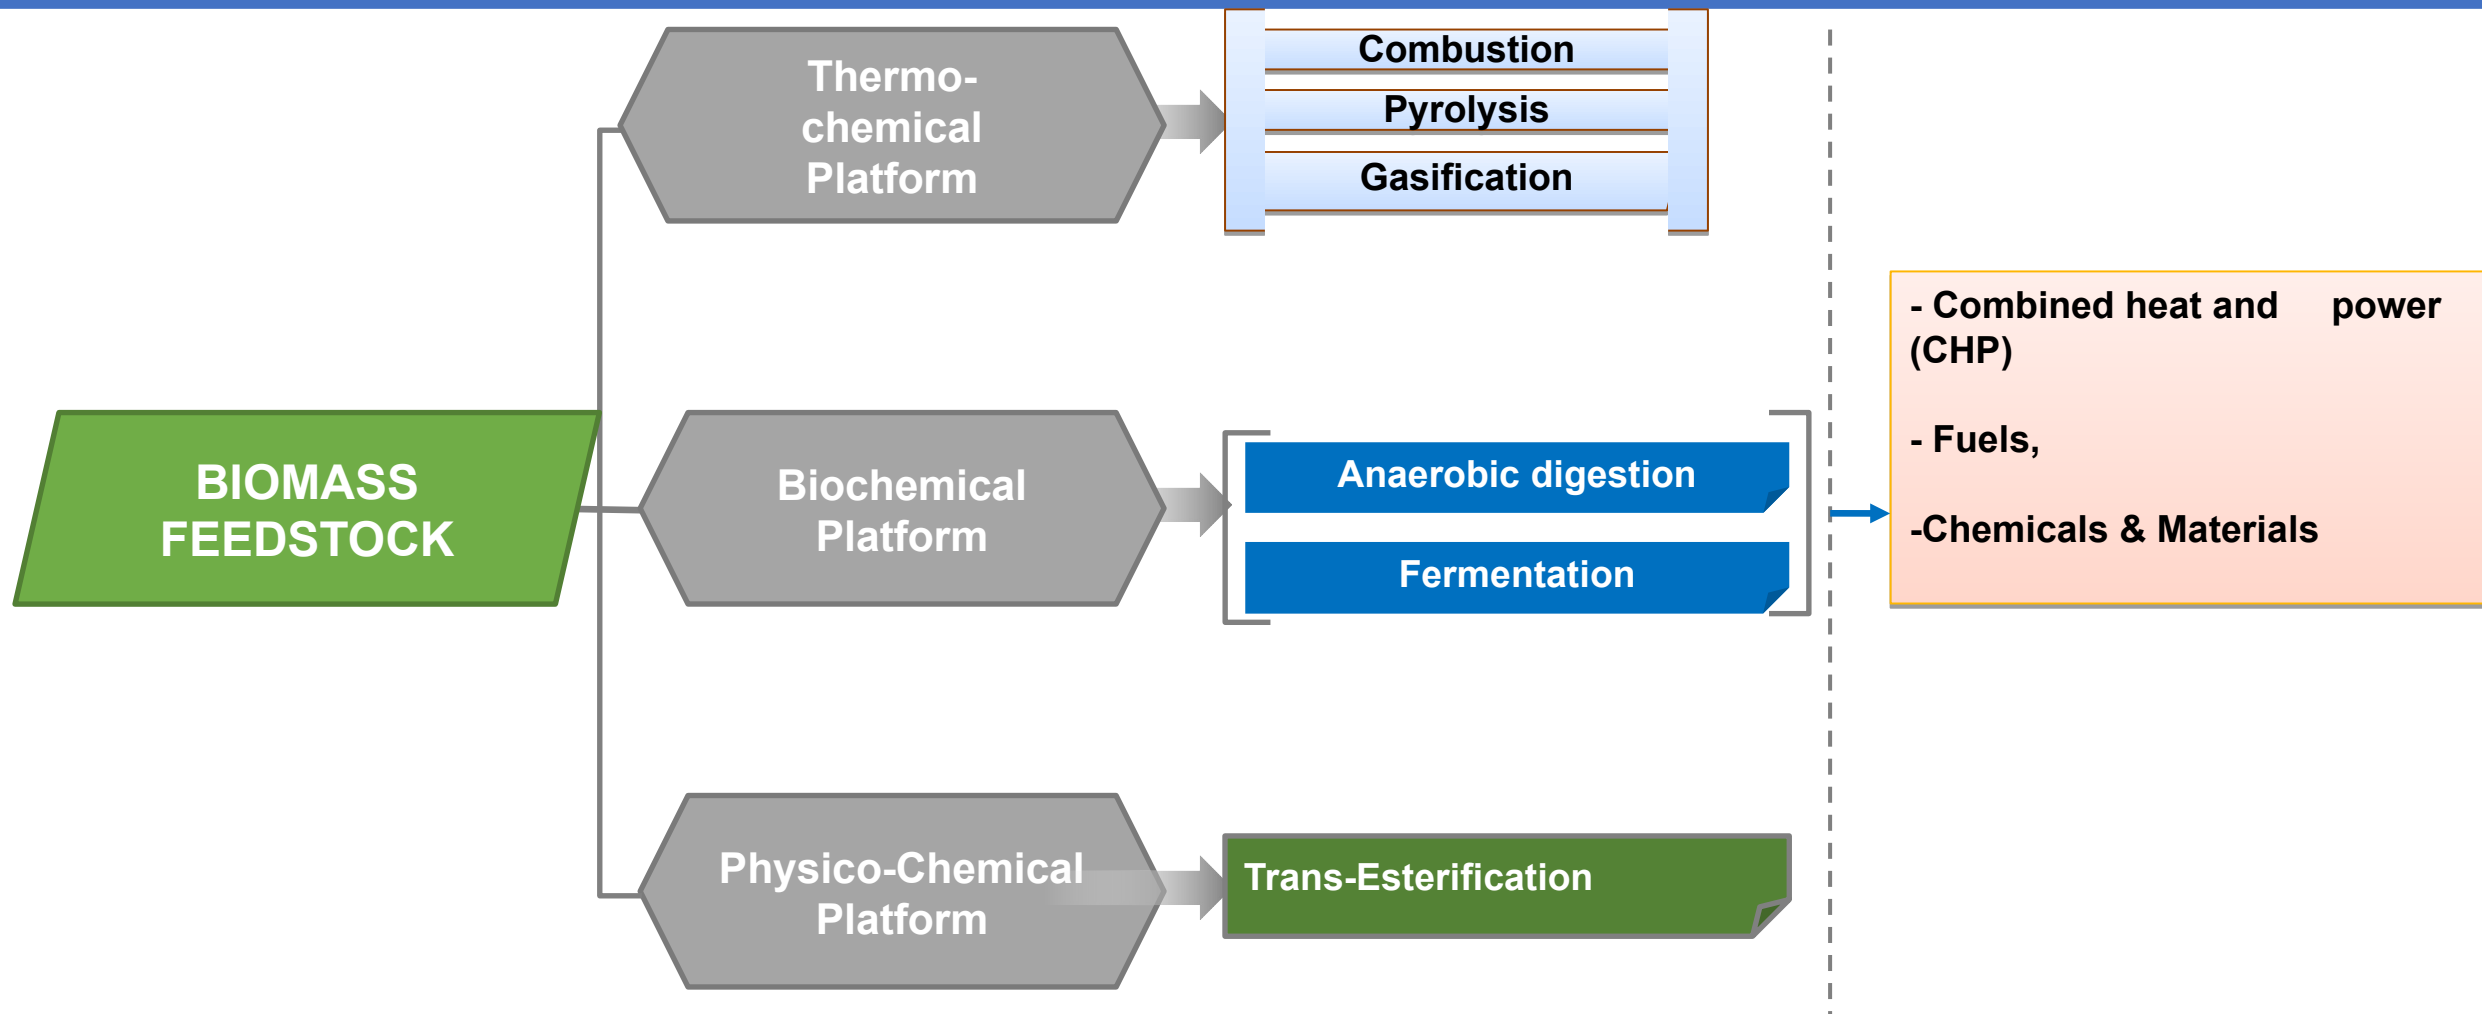 Thermo-
chemical
Platform
Combustion
Pyrolysis
Gasification
BIOMASS
FEEDSTOCK
Biochemical
Platform
Anaerobic digestion
Fermentation
- Combined heat and power
(CHP)
- Fuels,
-Chemicals & Materials
Physico-Chemical
Platform
Trans-Esterification